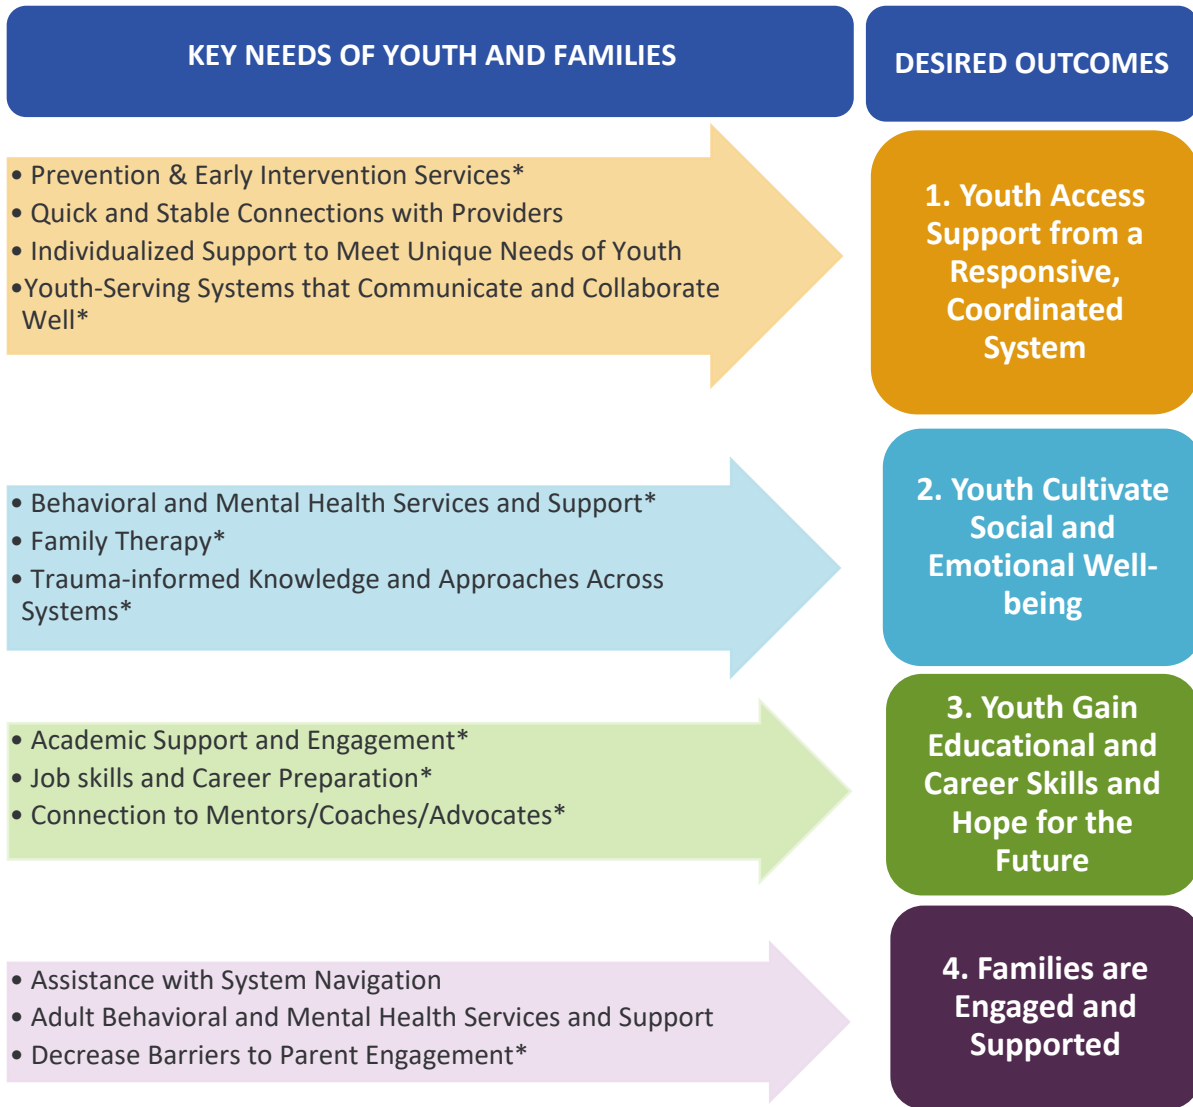 KEY NEEDS OF YOUTH AND FAMILIES
DESIRED OUTCOMES
• Prevention & Early Intervention Services*
• Quick and Stable Connections with Providers
• Individualized Support to Meet Unique Needs of Youth
•Youth-Serving Systems that Communicate and Collaborate
Well*
1. Youth Access
Support from a
Responsive,
Coordinated
System
• Behavioral and Mental Health Services and Support*
• Family Therapy*
• Trauma-informed Knowledge and Approaches Across
Systems*
2. Youth Cultivate
Social and
Emotional Well-
being
• Academic Support and Engagement*
• Job skills and Career Preparation*
• Connection to Mentors/Coaches/Advocates*
3. Youth Gain
Educational and
Career Skills and
Hope for the
Future
• Assistance with System Navigation
• Adult Behavioral and Mental Health Services and Support
• Decrease Barriers to Parent Engagement*
4. Families are
Engaged and
Supported